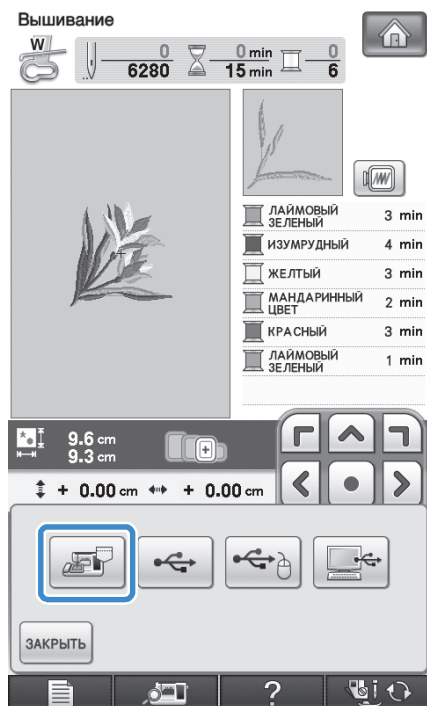 Вышивание
W
0 0 min 0
6280 15 min 6
ЛАЙМОВЫЙ
ЗЕЛЕНЫЙ 3 min
ИЗУМРУДНЫЙ 4 min
ЖЕЛТЫЙ 3 min
МАНДАРИННЫЙ
ЦВЕТ 2 min
КРАСНЫЙ 3 min
ЛАЙМОВЫЙ
ЗЕЛЕНЫЙ 1 min
9.6 cm
9.3 cm
+ 0.00 cm + 0.00 cm
ЗАКРЫТЬ
?